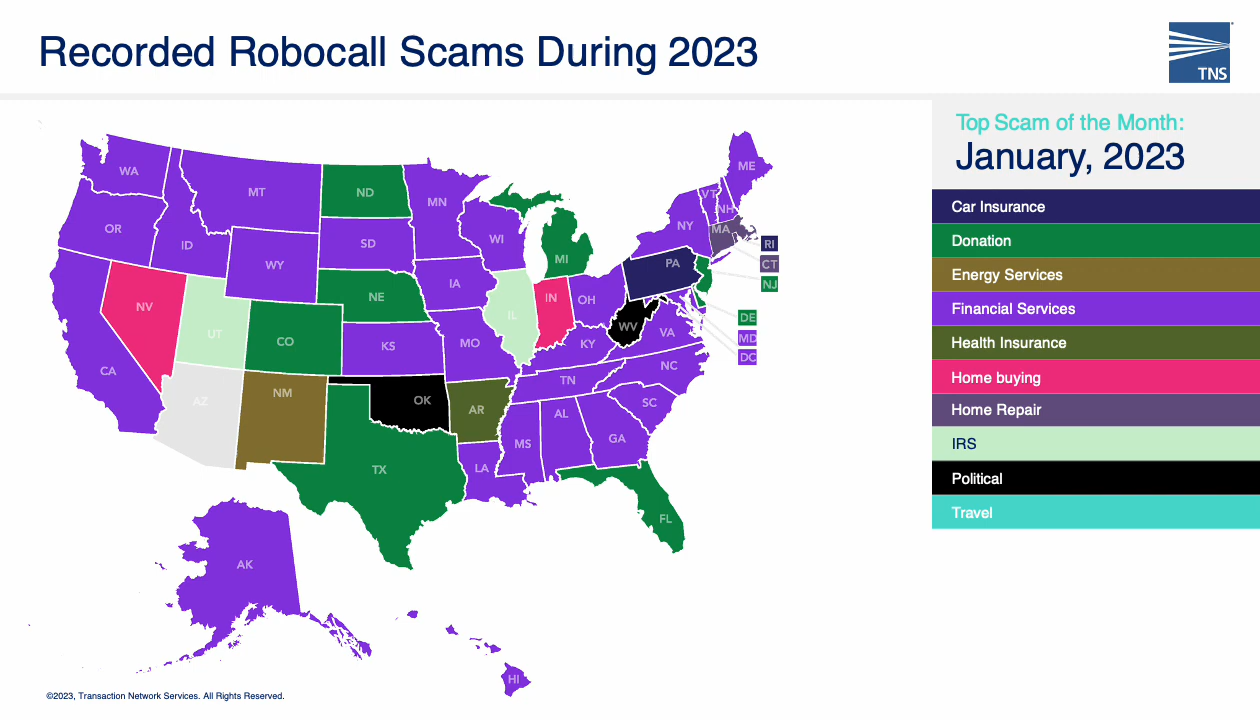 Recorded Robocall Scams During 2023
TNS
Top Scam of the Month:
January, 2023
Car Insurance
Donation
Energy Services
Financial Services
Health Insurance
Home buying
Home Repair
IRS
Political
Travel
WA
OR
CA
ID
NV
MT
WY
UT
AZ
CO
NM
ND
SD
NE
KS
OK
TX
MN
IA
MO
AR
LA
WI
IL
MI
IN
OH
KY
TN
MS
AL
GA
FL
SC
NC
VA
WV
PA
NY
VT
NH
ME
MA
RI
CT
NJ
DE
MD
DC
AK
HI
©2023, Transaction Network Services. All Rights Reserved.